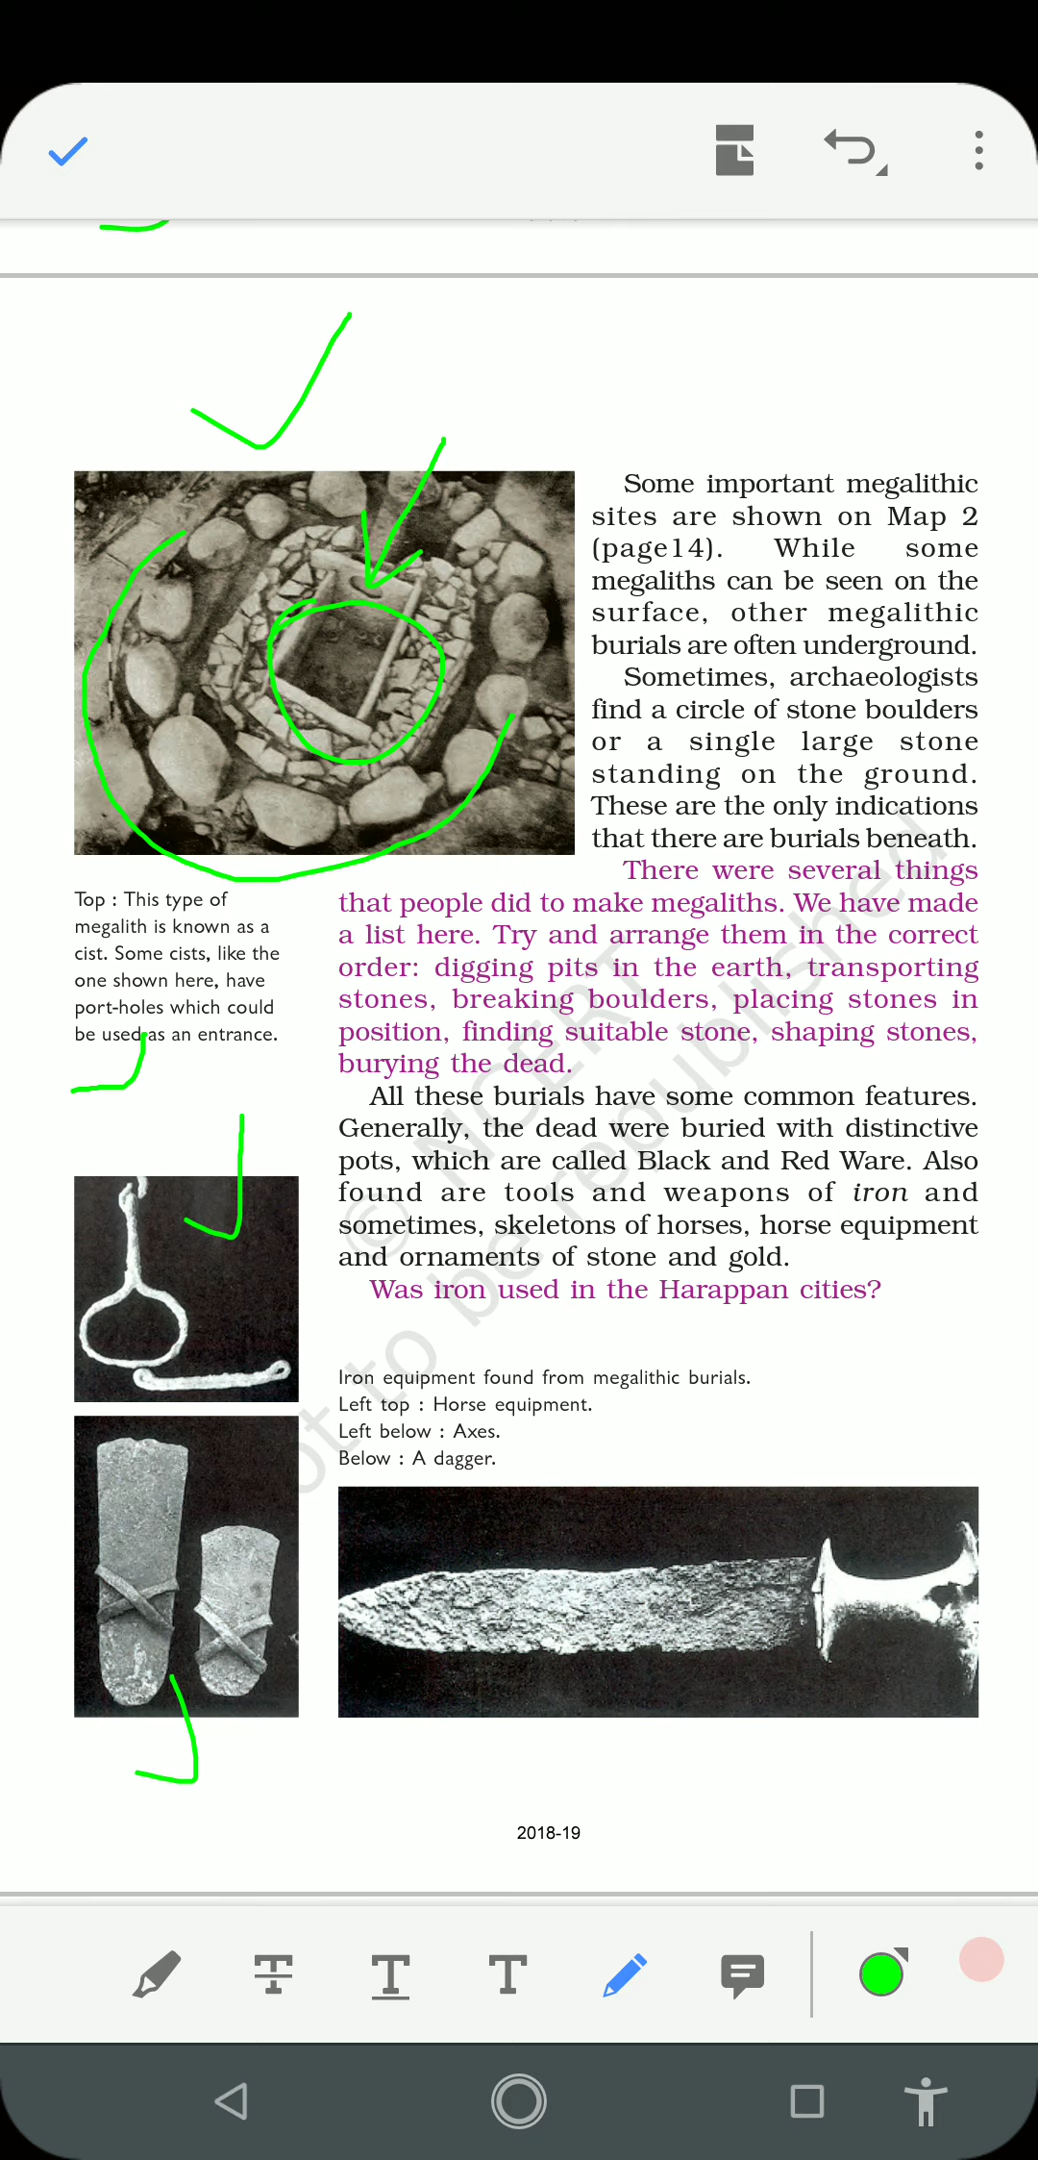 Some important megalithic
sites are shown on Map 2
(page14). While some
megaliths can be seen on the
surface, other megalithic
burials are often underground.
Sometimes, archaeologists
find a circle of stone boulders
or a single large stone
standing on the ground.
These are the only indications
that there are burials beneath.
There were several things
that people did to make megaliths. We have made
a list here. Try and arrange them in the correct
order: digging pits in the earth, transporting
stones, breaking boulders, placing stones in
position, finding suitable stone, shaping stones,
burying the dead.
All these burials have some common features.
Generally, the dead were buried with distinctive
pots, which are called Black and Red Ware. Also
found are tools and weapons of iron and
sometimes, skeletons of horses, horse equipment
and ornaments of stone and gold.
Was iron used in the Harappan cities?
Top : This type of
megalith is known as a
cist. Some cists, like the
one shown here, have
port-holes which could
be used as an entrance.
Iron equipment found from megalithic burials.
Left top : Horse equipment.
Left below : Axes.
Below : A dagger.
© NCERT
not to be republished
2018-19